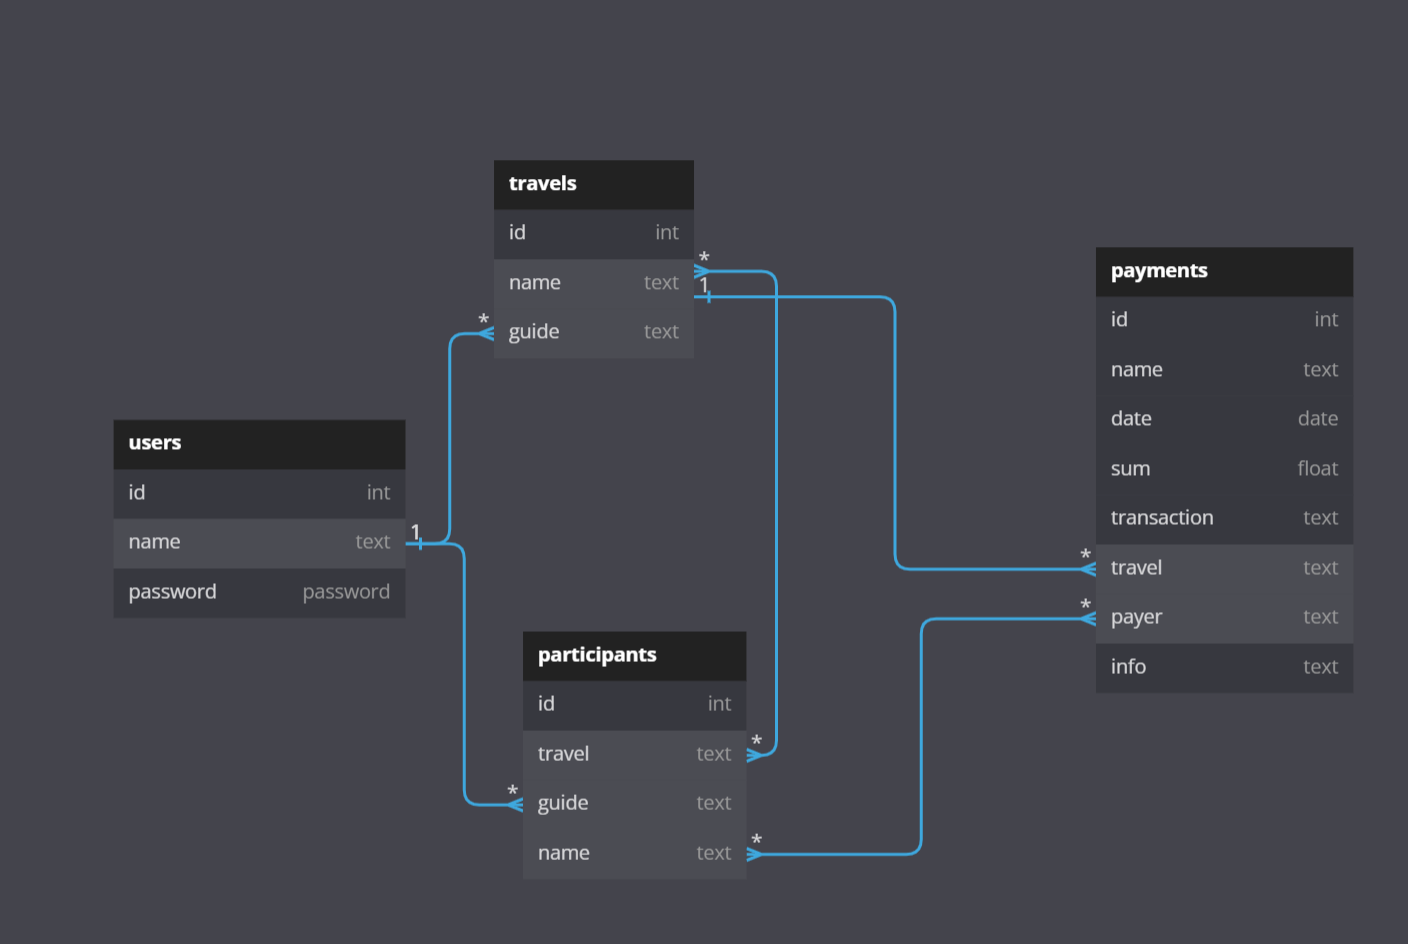 travels
id int
name text
guide text
*
1
*
users
id int
name text
password password
1
participants
id int
travel text
guide text
name text
*
*
*
payments
id int
name text
date date
sum float
transaction text
travel text
payer text
info text
*
*